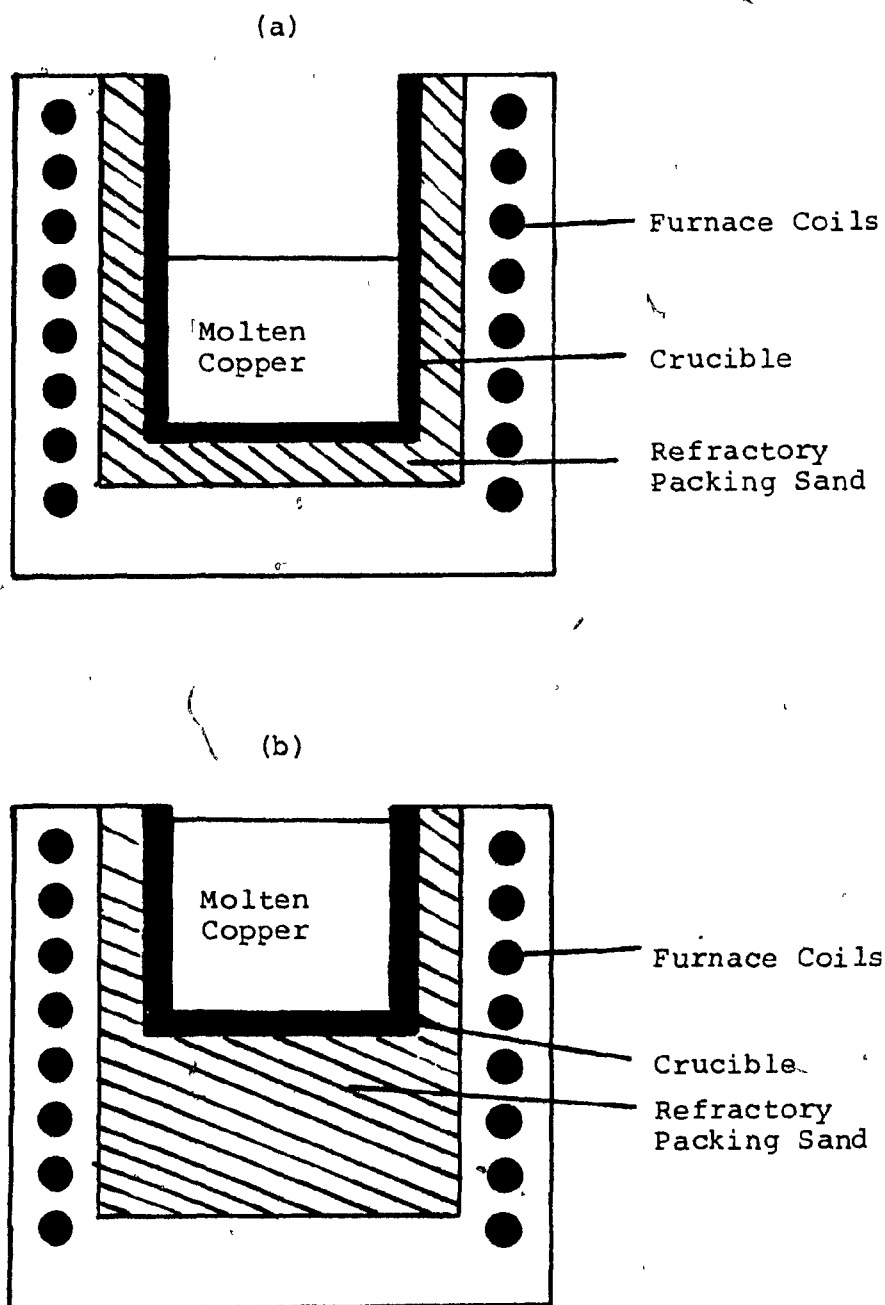 (a)
Furnace Coils
Molten
Copper
Crucible
Refractory
Packing Sand
(b)
Molten
Copper
Furnace Coils
Crucible
Refractory
Packing Sand